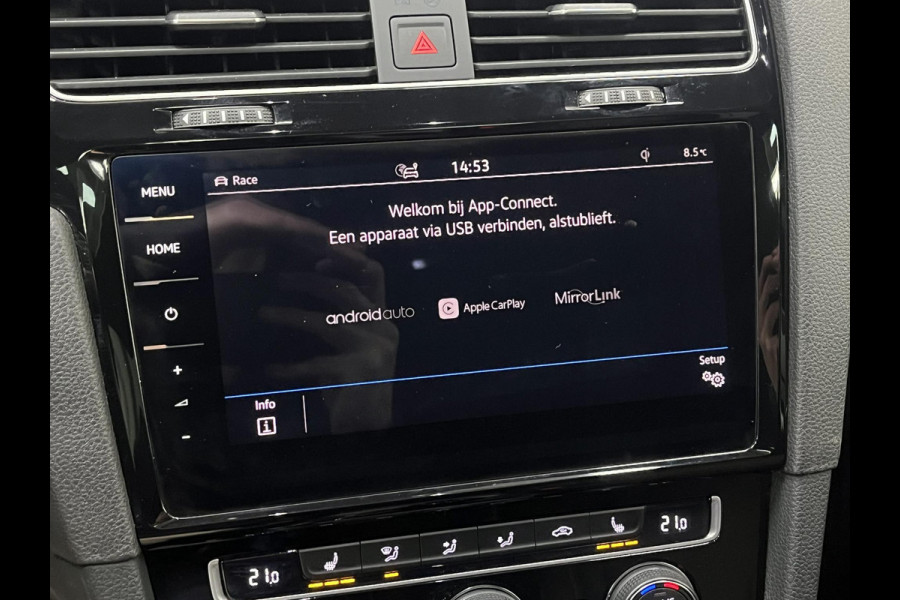 MENU
HOME
+
-
Race
14:53
8.5°C
Welkom bij App-Connect.
Een apparaat via USB verbinden, alstublieft.
androidauto
Apple CarPlay
MirrorLink
Setup
Info
i
21.0
21.0